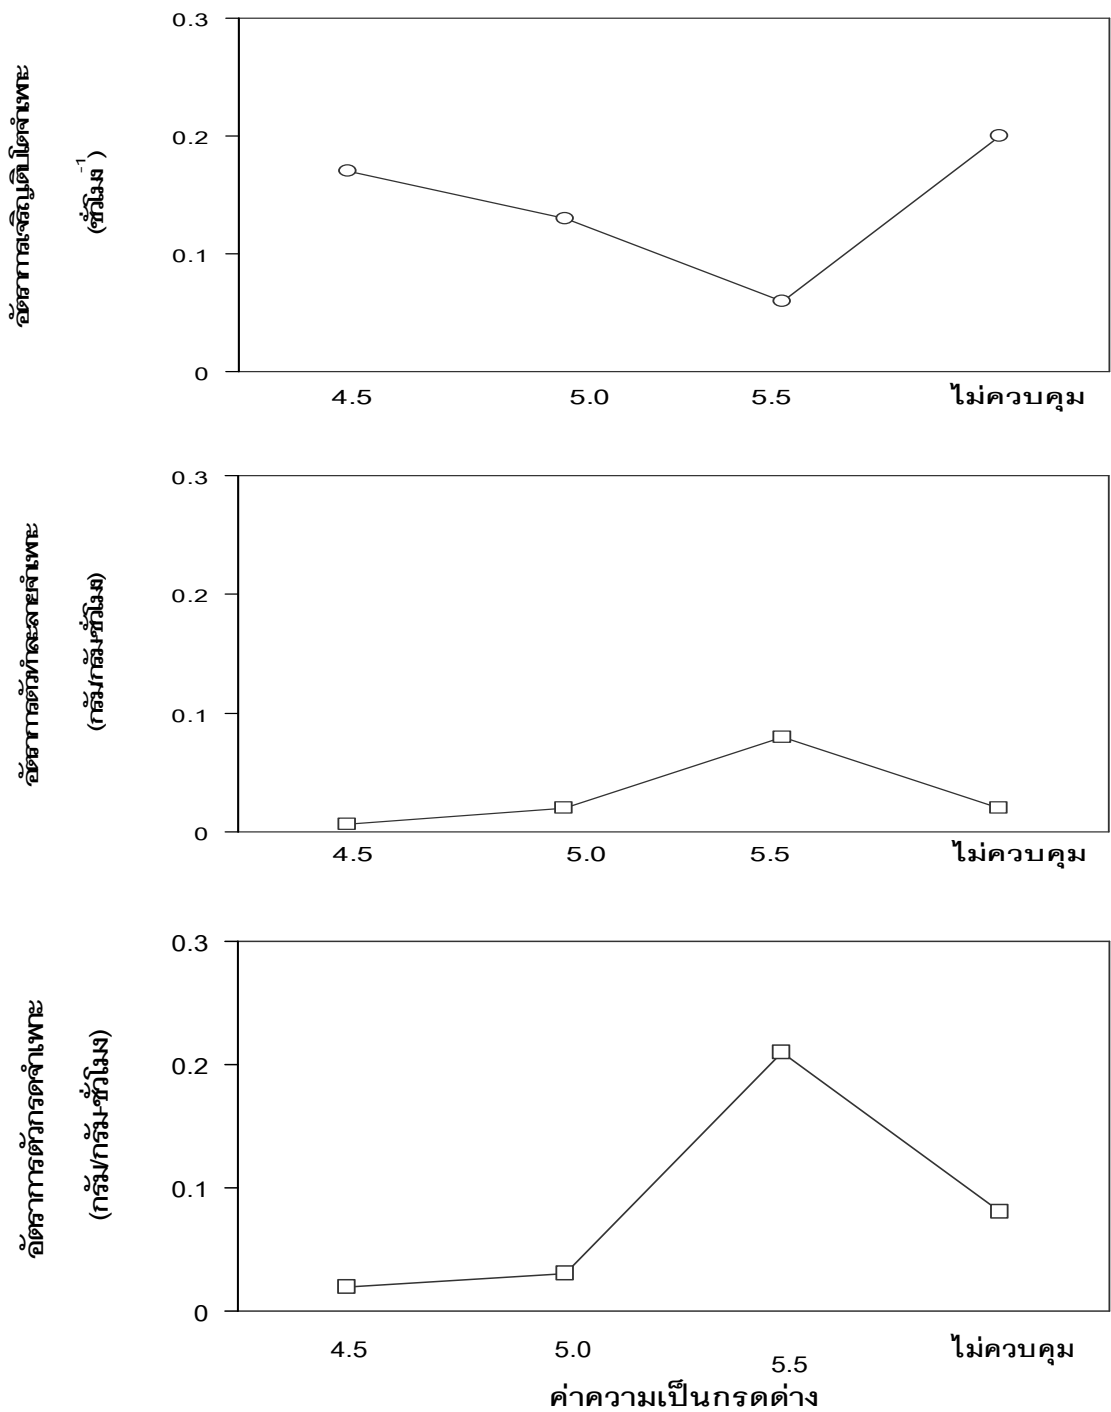 อัตราการเจริญเติบโตจำเพาะ
(ชั่วโมง-1)
0.3
0.2
0.1
0
4.5 5.0 5.5 ไม่ควบคุม
อัตราการตัวทำละลายจำเพาะ
(กรัม/กรัม-ชั่วโมง)
0.3
0.2
0.1
0
4.5 5.0 5.5 ไม่ควบคุม
อัตราการตัวกรดจำเพาะ
(กรัม/กรัม-ชั่วโมง)
0.3
0.2
0.1
0
4.5 5.0 5.5 ไม่ควบคุม
ค่าความเป็นกรดด่าง